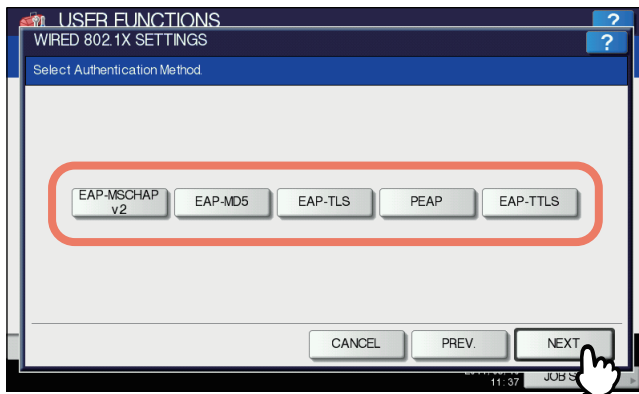 USER FUNCTIONS
?
WIRED 802.1X SETTINGS
?
Select Authentication Method.
EAP-MSCHAP
v2
EAP-MD5
EAP-TLS
PEAP
EAP-TTLS
CANCEL
PREV.
NEXT
11:37
JOB